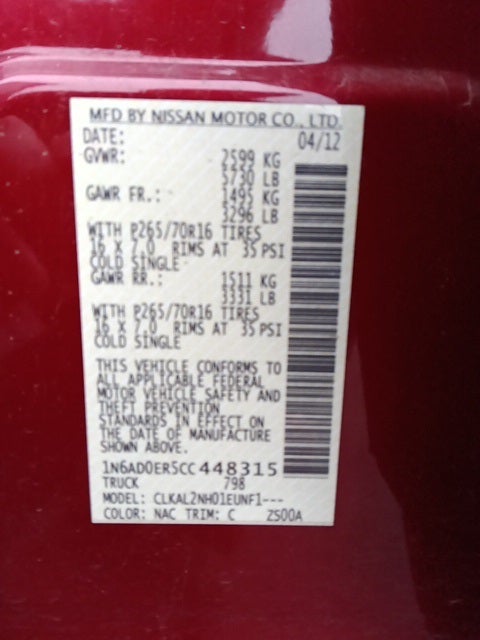 MFD BY NISSAN MOTOR CO., LTD.
DATE: 04/12
GVWR: 2599 KG
5730 LB
GAWR FR.: 1495 KG
3296 LB
WITH P265/70R16 TIRES
16 X 7.0 RIMS AT 35 PSI
COLD SINGLE
GAWR RR.: 1511 KG
3331 LB
WITH P265/70R16 TIRES
16 X 7.0 RIMS AT 35 PSI
COLD SINGLE
THIS VEHICLE CONFORMS TO
ALL APPLICABLE FEDERAL
MOTOR VEHICLE SAFETY AND
THEFT PREVENTION
STANDARDS IN EFFECT ON
THE DATE OF MANUFACTURE
SHOWN ABOVE.
1N6AD0ER5CC448315
TRUCK 798
MODEL: CLKAL2NH01EUNF1---
COLOR: NAC TRIM: C ZS00A